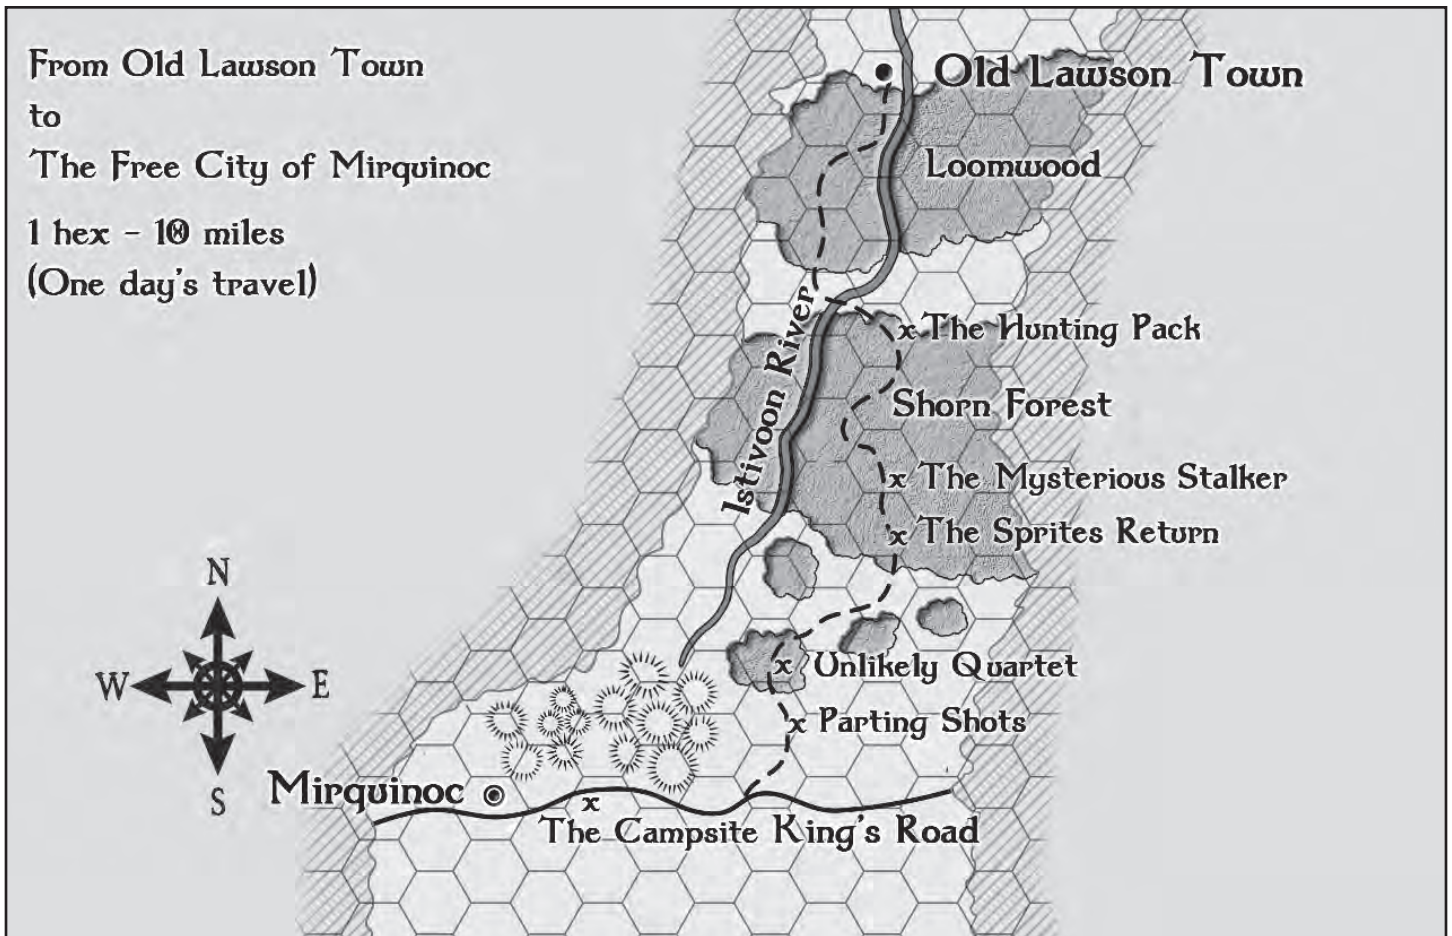 From Old Lawson Town
to
The Free City of Mirquinoc
1 hex - 10 miles
(One day's travel)
Old Lawson Town
Loomwood
Istivoon River
x The Hunting Pack
Shorn Forest
x The Mysterious Stalker
x The Sprites Return
N
W E
S
x Unlikely Quartet
x Parting Shots
Mirquinoc
x
The Campsite King's Road